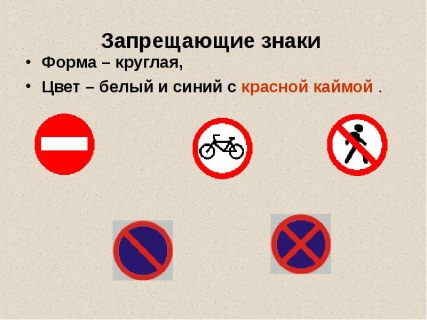 Запрещающие знаки
• Форма – круглая,
• Цвет – белый и синий с красной каймой .